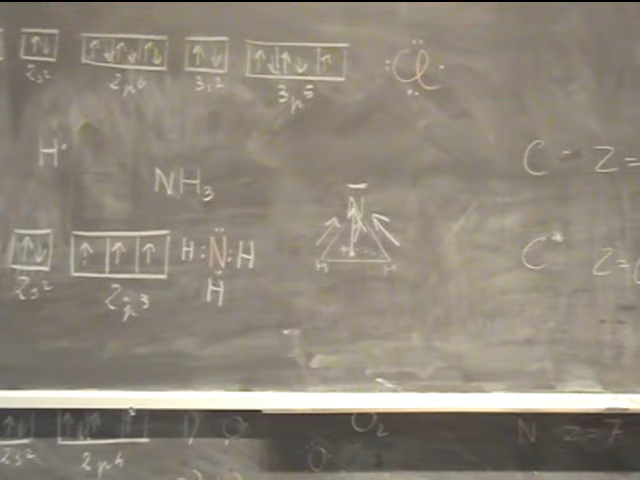 ↑↓ ↑↓ ↑↓ ↑↓ ↑↓ ↑↓ ↑↓ ↑ :Cl·
2s² 2p⁶ 3s² 3p⁵
H·
NH₃
C – Z=
N
↑↓ ↑ ↑ ↑ H:N:H
H
H H
2s² 2p³
C* Z=
O₂ N Z=7
2s² 2p⁴